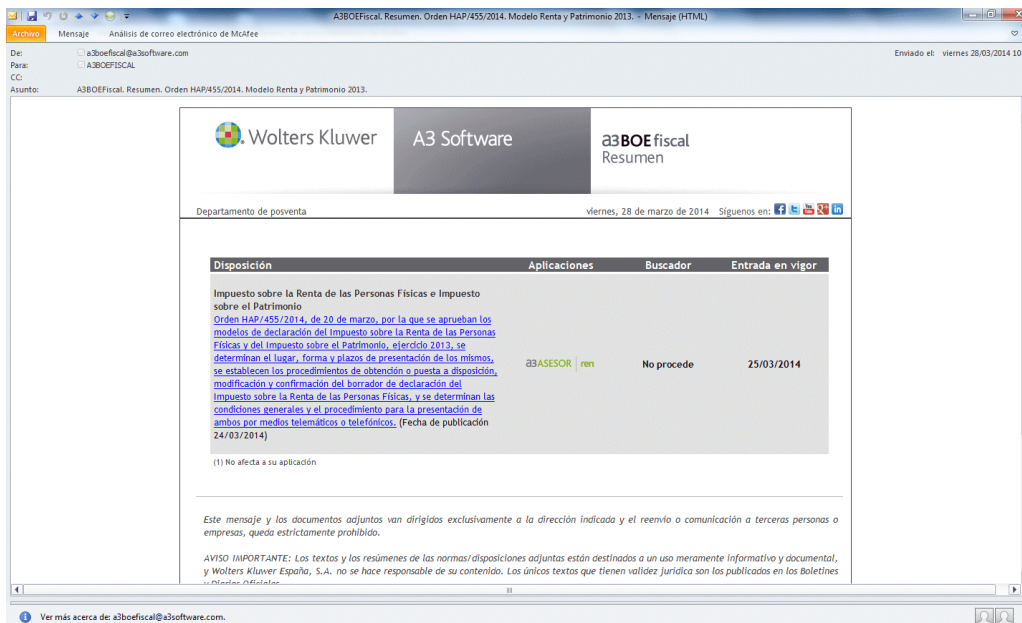 A3BOEFiscal. Resumen. Orden HAP/455/2014. Modelo Renta y Patrimonio 2013. - Mensaje (HTML)
Archivo Mensaje Análisis de correo electrónico de McAfee
De: a3boefiscal@a3software.com Enviado el: viernes 28/03/2014 10
Para: A3BOEFISCAL
CC:
Asunto: A3BOEFiscal. Resumen. Orden HAP/455/2014. Modelo Renta y Patrimonio 2013.
Wolters Kluwer A3 Software a3BOE fiscal
Resumen
Departamento de posventa viernes, 28 de marzo de 2014 Síguenos en:
Disposición Aplicaciones Buscador Entrada en vigor
Impuesto sobre la Renta de las Personas Físicas e Impuesto
sobre el Patrimonio
Orden HAP/455/2014, de 20 de marzo, por la que se aprueban los
modelos de declaración del Impuesto sobre la Renta de las Personas
Físicas y del Impuesto sobre el Patrimonio, ejercicio 2013, se
determinan el lugar, forma y plazos de presentación de los mismos,
se establecen los procedimientos de obtención o puesta a disposición,
modificación y confirmación del borrador de declaración del
Impuesto sobre la Renta de las Personas Físicas, y se determinan las
condiciones generales y el procedimiento para la presentación de
ambos por medios telemáticos o telefónicos. (Fecha de publicación
24/03/2014)
a3ASESOR ren No procede 25/03/2014
(1) No afecta a su aplicación
Este mensaje y los documentos adjuntos van dirigidos exclusivamente a la dirección indicada y el reenvío o comunicación a terceras personas o
empresas, queda estrictamente prohibido.
AVISO IMPORTANTE: Los textos y los resúmenes de las normas/disposiciones adjuntas están destinados a un uso meramente informativo y documental,
y Wolters Kluwer España, S.A. no se hace responsable de su contenido. Los únicos textos que tienen validez jurídica son los publicados en los Boletines
y Diarios Oficiales.
Ver más acerca de: a3boefiscal@a3software.com.